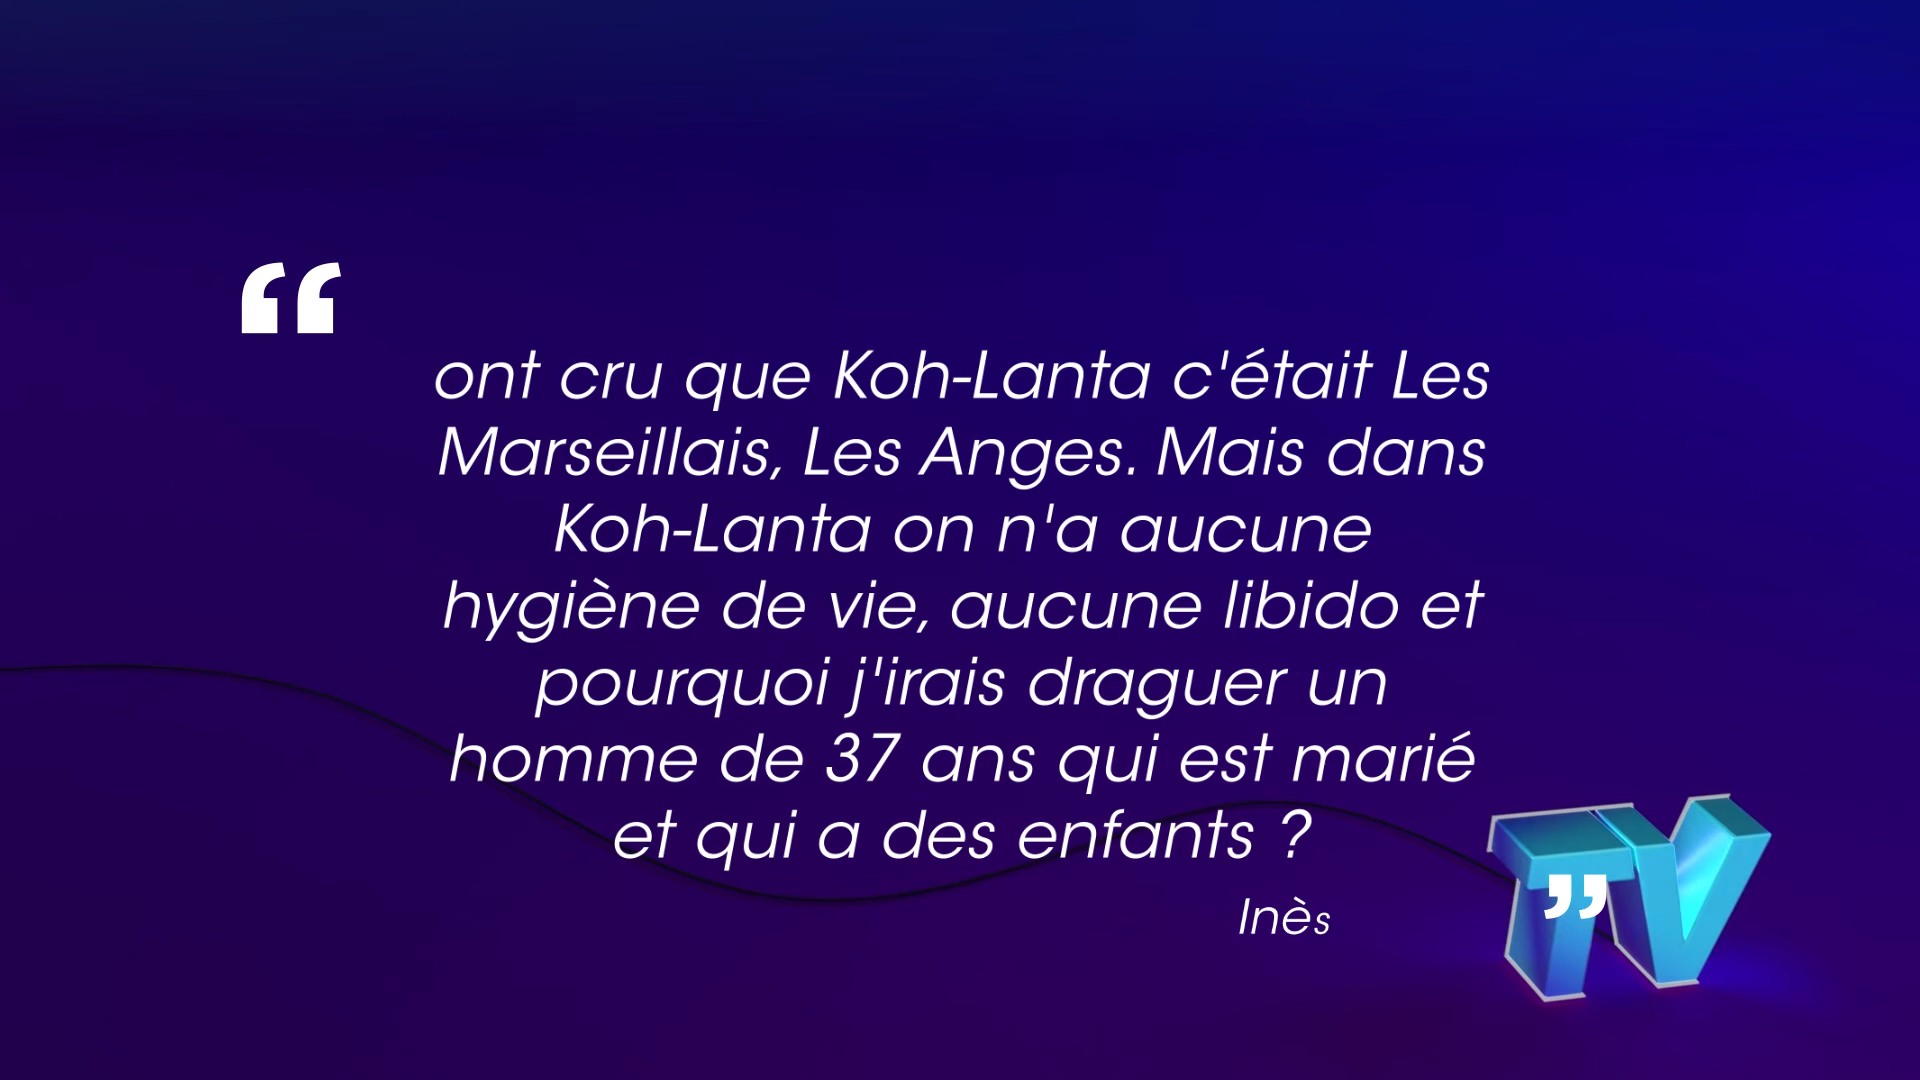 “
ont cru que Koh-Lanta c'était Les
Marseillais, Les Anges. Mais dans
Koh-Lanta on n'a aucune
hygiène de vie, aucune libido et
pourquoi j'irais draguer un
homme de 37 ans qui est marié
et qui a des enfants ?
”
Inès
TV